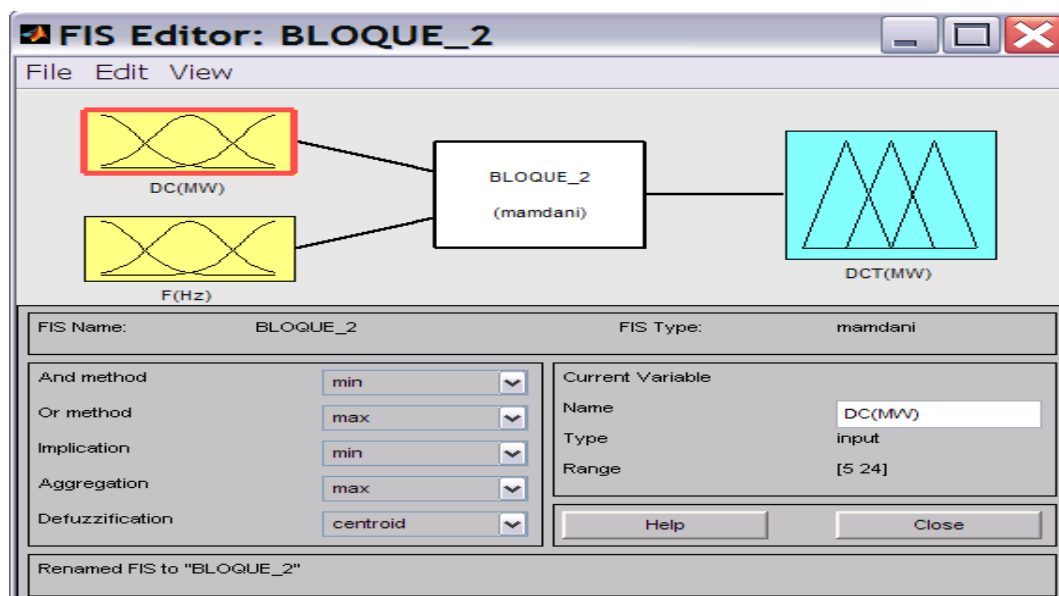 FIS Editor: BLOQUE_2
File Edit View
DC(MW)
F(Hz)
BLOQUE_2
(mamdani)
DCT(MW)
FIS Name: BLOQUE_2 FIS Type: mamdani
And method min
Or method max
Implication min
Aggregation max
Defuzzification centroid
Current Variable
Name DC(MW)
Type input
Range [5 24]
Help Close
Renamed FIS to "BLOQUE_2"